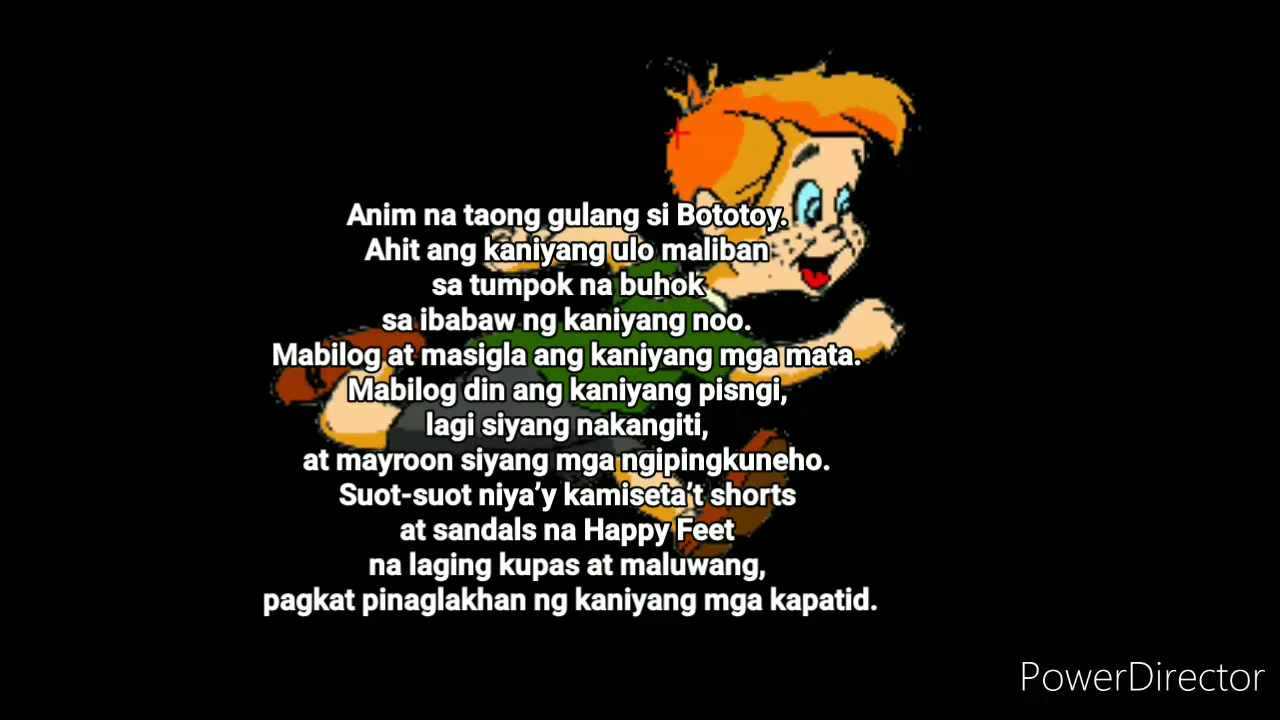 Anim na taong gulang si Bototoy.
Ahit ang kaniyang ulo maliban
sa tumpok na buhok
sa ibabaw ng kaniyang noo.
Mabilog at masigla ang kaniyang mga mata.
Mabilog din ang kaniyang pisngi,
lagi siyang nakangiti,
at mayroon siyang mga ngipingkuneho.
Suot-suot niya’y kamiseta’t shorts
at sandals na Happy Feet
na laging kupas at maluwang,
pagkat pinaglakhan ng kaniyang mga kapatid.
PowerDirector